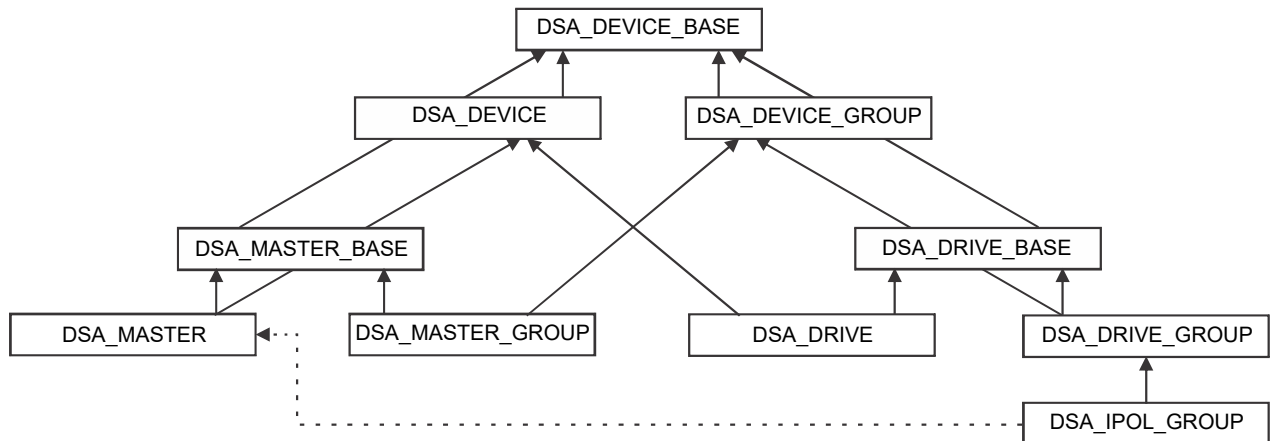 DSA_DEVICE_BASE
DSA_DEVICE
DSA_DEVICE_GROUP
DSA_MASTER_BASE
DSA_DRIVE_BASE
DSA_MASTER
DSA_MASTER_GROUP
DSA_DRIVE
DSA_DRIVE_GROUP
DSA_IPOL_GROUP